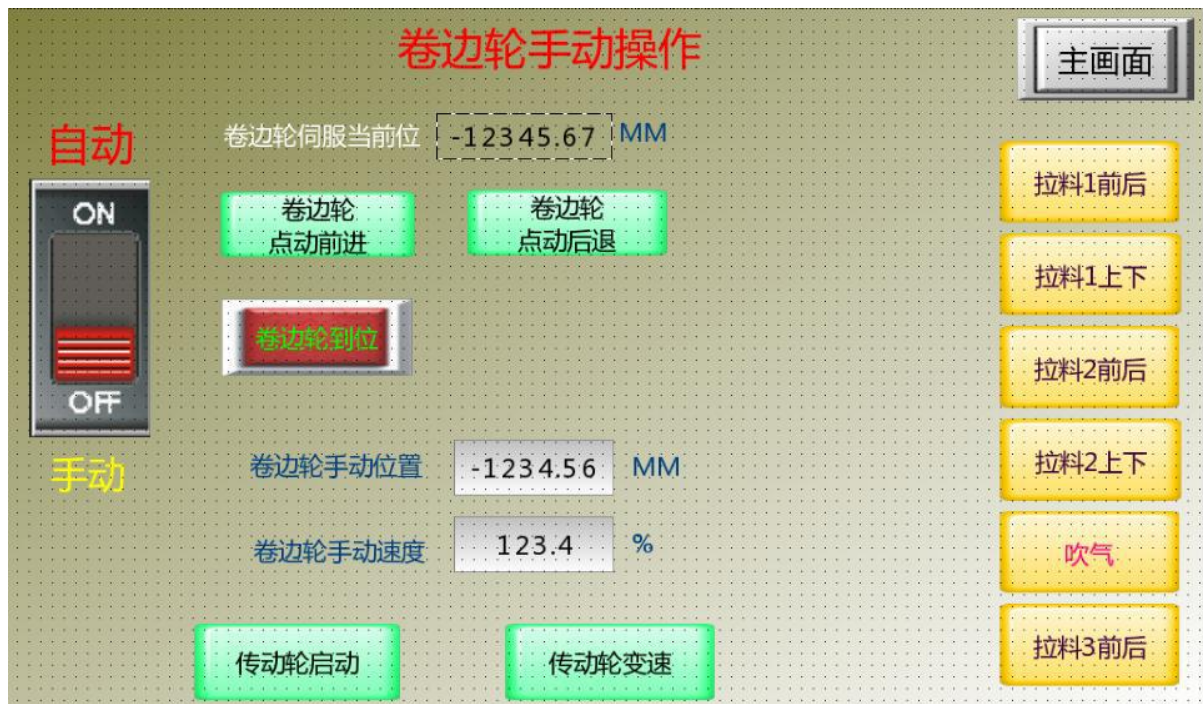 卷边轮手动操作
主画面
自动
卷边轮伺服当前位 -12345.67 MM
ON
卷边轮
点动前进
卷边轮
点动后退
卷边轮到位
OFF
手动
卷边轮手动位置 -1234.56 MM
卷边轮手动速度 123.4 %
传动轮启动
传动轮变速
拉料1前后
拉料1上下
拉料2前后
拉料2上下
吹气
拉料3前后